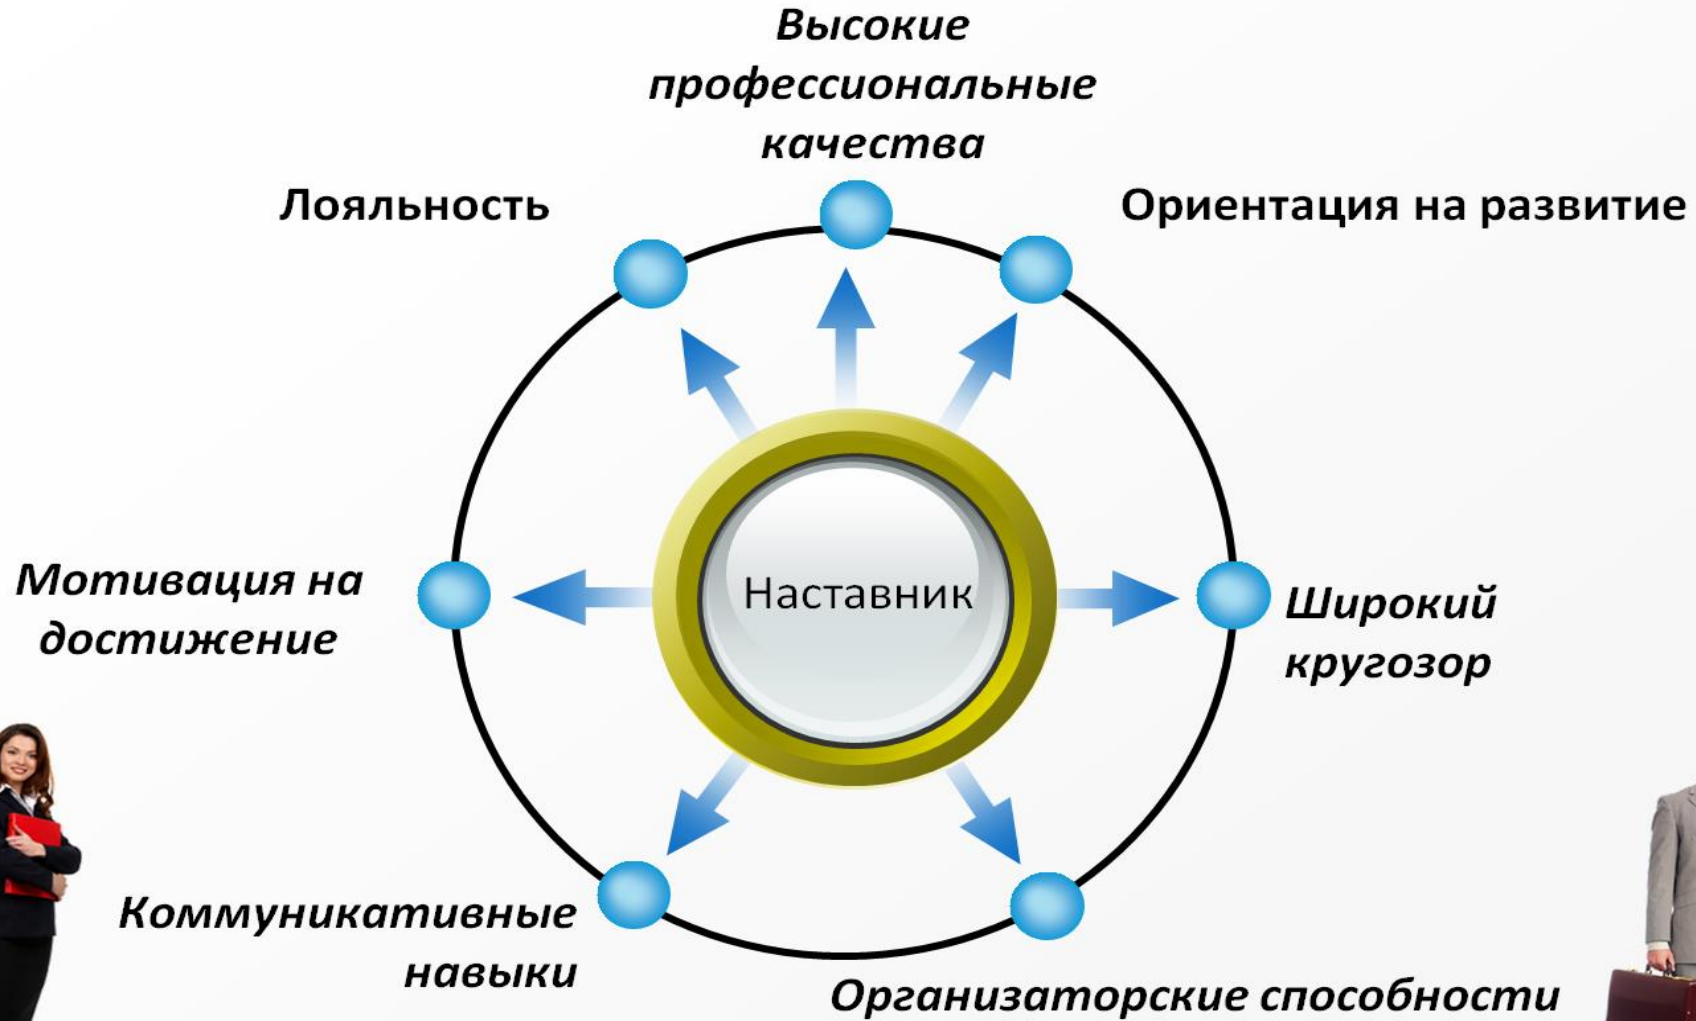 Высокие
профессиональные
качества
Лояльность
Ориентация на развитие
Мотивация на
достижение
Наставник
Широкий
кругозор
Коммуникативные
навыки
Организаторские способности